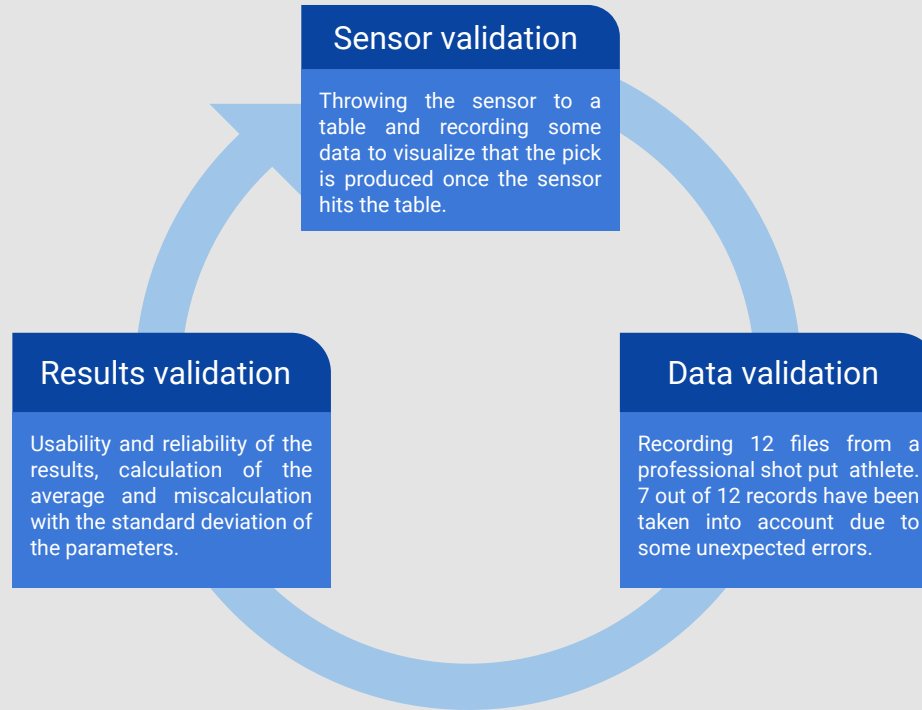 Sensor validation
Throwing the sensor to a
table and recording some
data to visualize that the pick
is produced once the sensor
hits the table.
Results validation
Usability and reliability of the
results, calculation of the
average and miscalculation
with the standard deviation of
the parameters.
Data validation
Recording 12 files from a
professional shot put athlete.
7 out of 12 records have been
taken into account due to
some unexpected errors.